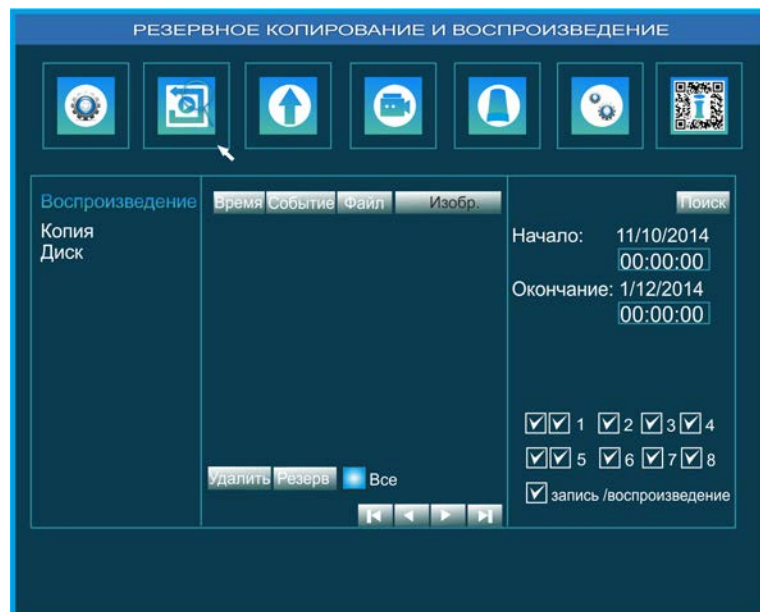 РЕЗЕРВНОЕ КОПИРОВАНИЕ И ВОСПРОИЗВЕДЕНИЕ
Воспроизведение
Копия
Диск
Время Событие Файл Изобр.
Удалить Резерв Все
Поиск
Начало: 11/10/2014
00:00:00
Окончание: 1/12/2014
00:00:00
1 2 3 4
5 6 7 8
запись /воспроизведение